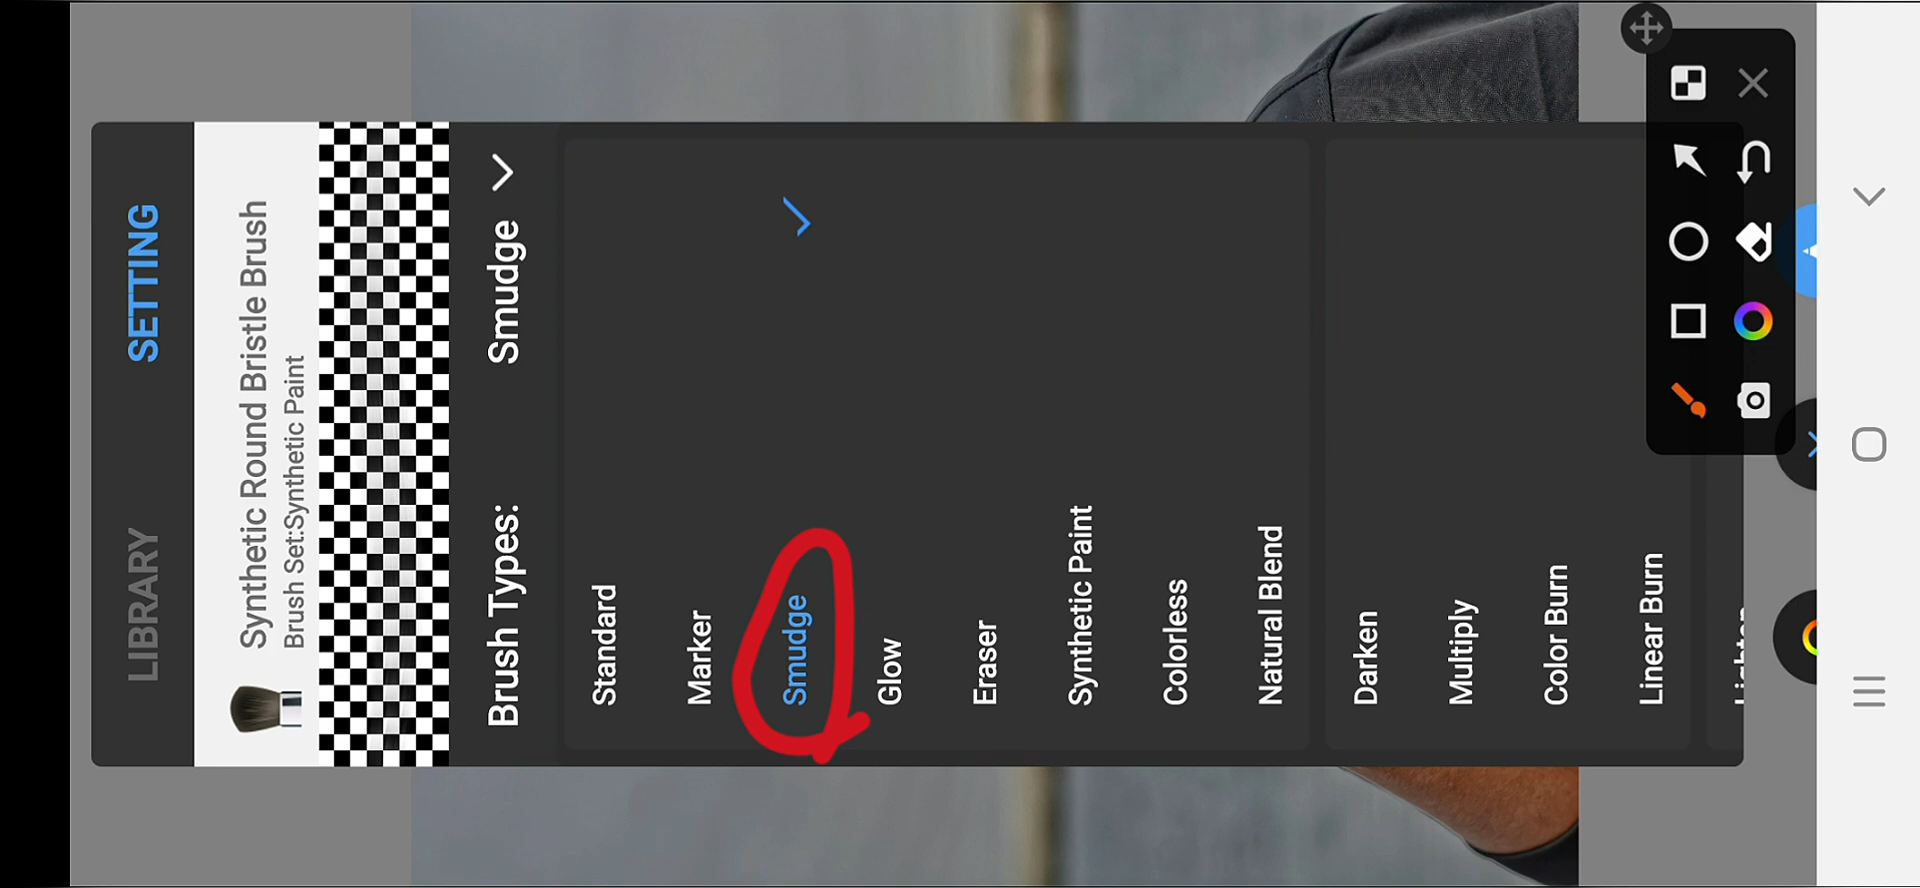 LIBRARY SETTING
Synthetic Round Bristle Brush
Brush Set:Synthetic Paint
Brush Types: Smudge
Standard
Marker
Smudge
Glow
Eraser
Synthetic Paint
Colorless
Natural Blend
Darken
Multiply
Color Burn
Linear Burn